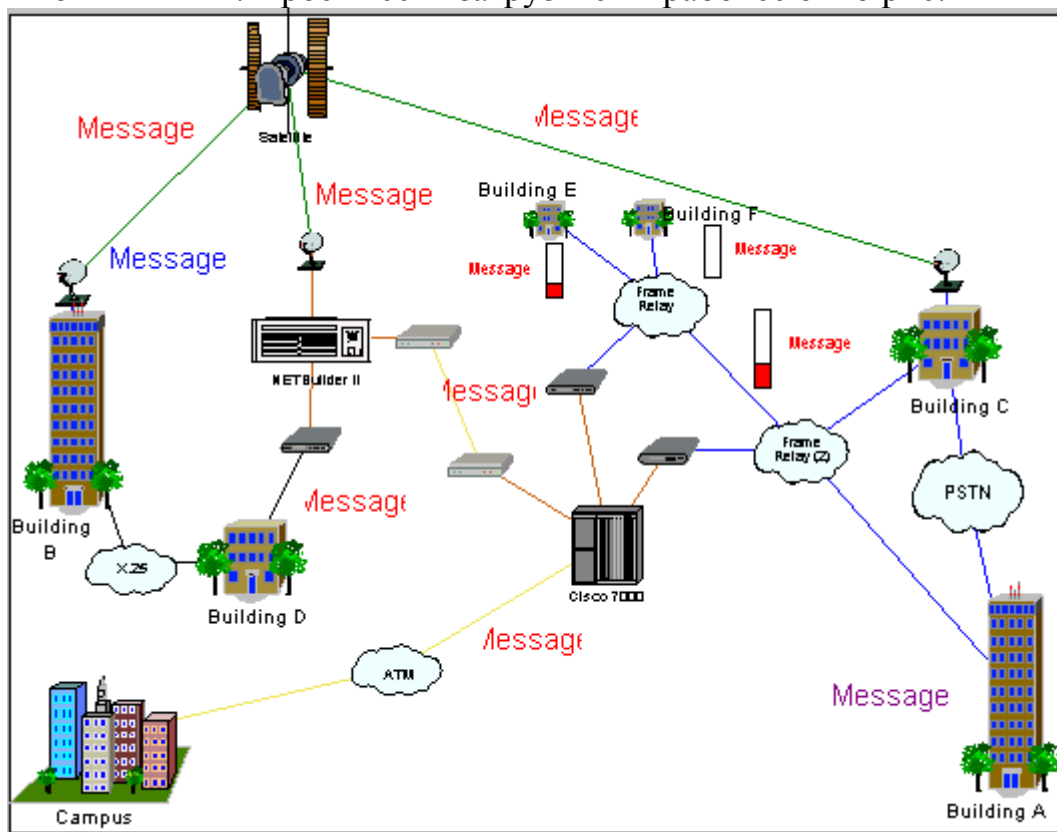 Message
Satellite
Message
Message
Building E
Building F
Message
Message
Message
Frame
Relay
Message
NETBuilder II
Message
Building C
Frame
Relay (2)
PSTN
Message
Building
B
X.25
Building D
Cisco 7000
Message
ATM
Message
Campus
Building A